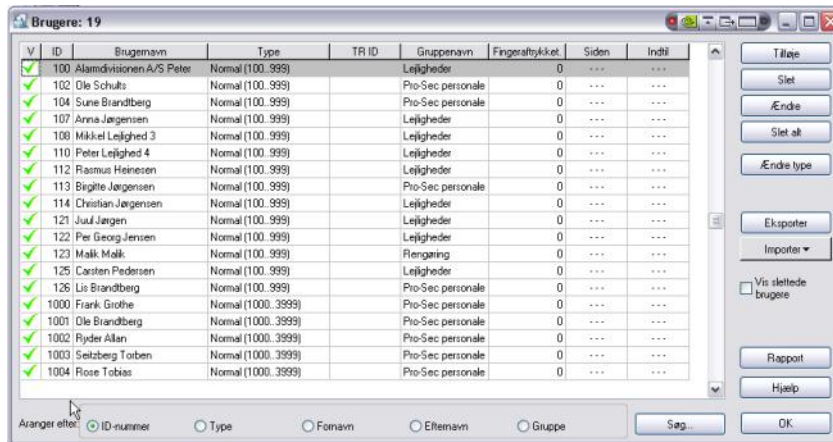 Brugere: 19
V ID Brugernavn Type TR ID Gruppenavn Fingeraftrykket. Siden Indtil
100 Alarmdivisionen A/S Peter Normal (100..999) Lejligheder 0 - - - - - -
102 Ole Schults Normal (100..999) Pro-Sec personale 0 - - - - - -
104 Sune Brandtberg Normal (100..999) Pro-Sec personale 0 - - - - - -
107 Anna Jørgensen Normal (100..999) Lejligheder 0 - - - - - -
108 Mikkel Lejlighed 3 Normal (100..999) Lejligheder 0 - - - - - -
110 Peter Lejlighed 4 Normal (100..999) Lejligheder 0 - - - - - -
112 Rasmus Heinesen Normal (100..999) Lejligheder 0 - - - - - -
113 Birgitte Jørgensen Normal (100..999) Pro-Sec personale 0 - - - - - -
114 Christian Jørgensen Normal (100..999) Lejligheder 0 - - - - - -
121 Juul Jørgen Normal (100..999) Lejligheder 0 - - - - - -
122 Per Georg Jensen Normal (100..999) Lejligheder 0 - - - - - -
123 Malik Malik Normal (100..999) Rengøring 0 - - - - - -
125 Carsten Pedersen Normal (100..999) Lejligheder 0 - - - - - -
126 Lis Brandtberg Normal (100..999) Pro-Sec personale 0 - - - - - -
1000 Frank Grothe Normal (1000..3999) Pro-Sec personale 0 - - - - - -
1001 Ole Brandtberg Normal (1000..3999) Pro-Sec personale 0 - - - - - -
1002 Ryder Allan Normal (1000..3999) Pro-Sec personale 0 - - - - - -
1003 Seitzberg Torben Normal (1000..3999) Pro-Sec personale 0 - - - - - -
1004 Rose Tobias Normal (1000..3999) Pro-Sec personale 0 - - - - - -
Tilføje
Slet
Ændre
Slet alt
Ændre type
Eksporter
Importer
Vis slettede
brugere
Rapport
Hjælp
Aranger efter: ID-nummer Type Fornavn Efternavn Gruppe Søg... OK